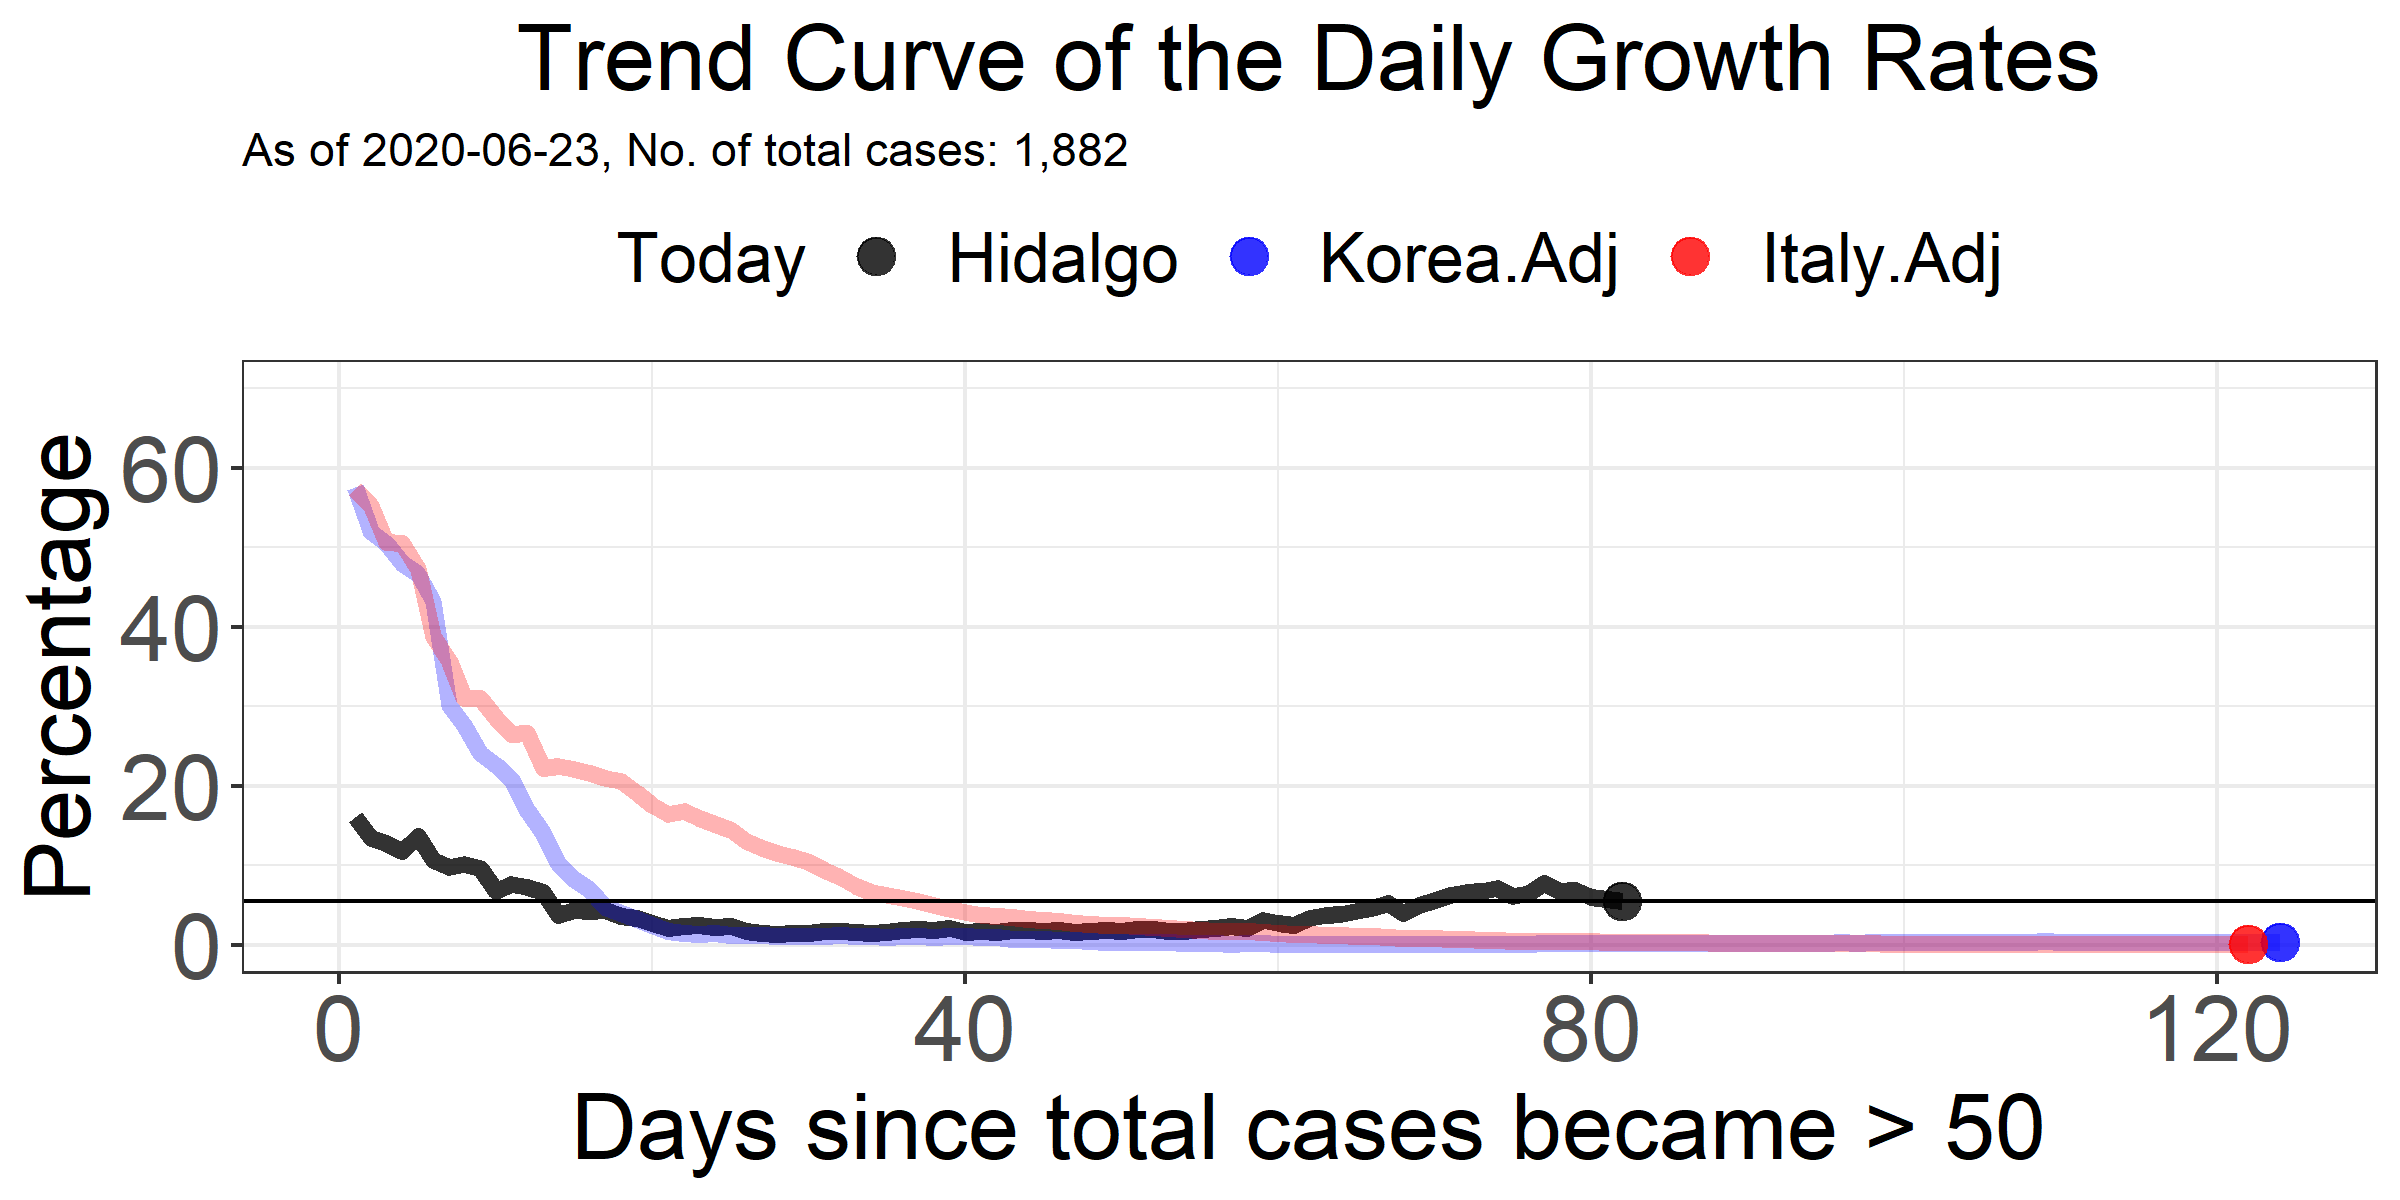 Trend Curve of the Daily Growth Rates
As of 2020-06-23, No. of total cases: 1,882
Today Hidalgo Korea.Adj Italy.Adj
Percentage
60
40
20
0
0 40 80 120
Days since total cases became > 50